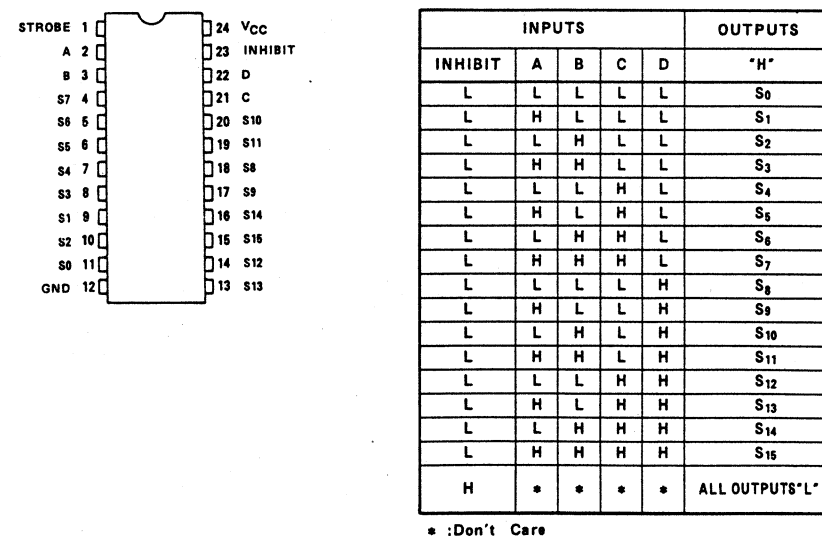 STROBE 1 24 VCC
A 2 23 INHIBIT
B 3 22 D
S7 4 21 C
S6 5 20 S10
S5 6 19 S11
S4 7 18 S8
S3 8 17 S9
S1 9 16 S14
S2 10 15 S15
S0 11 14 S12
GND 12 13 S13
INPUTS OUTPUTS
INHIBIT A B C D "H"
L L L L L S0
L H L L L S1
L L H L L S2
L H H L L S3
L L L H L S4
L H L H L S5
L L H H L S6
L H H H L S7
L L L L H S8
L H L L H S9
L L H L H S10
L H H L H S11
L L L H H S12
L H L H H S13
L L H H H S14
L H H H H S15
H * * * * ALL OUTPUTS"L"
* :Don't Care